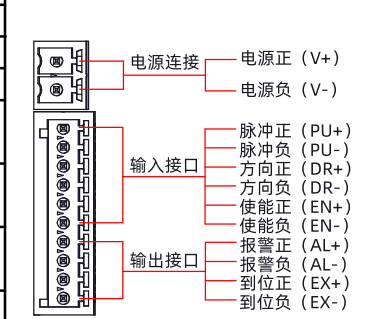 电源连接
电源正（V+）
电源负（V-）
输入接口
脉冲正（PU+）
脉冲负（PU-）
方向正（DR+）
方向负（DR-）
使能正（EN+）
使能负（EN-）
输出接口
报警正（AL+）
报警负（AL-）
到位正（EX+）
到位负（EX-）